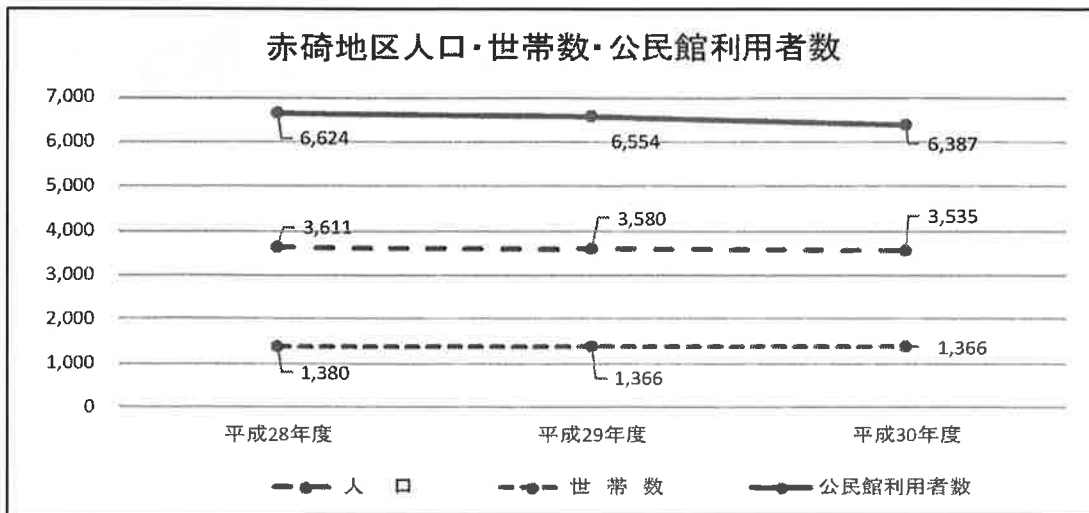 赤碕地区人口・世帯数・公民館利用者数
7,000
6,000
5,000
4,000
3,000
2,000
1,000
0
6,624
6,554
6,387
3,611
3,580
3,535
1,380
1,366
1,366
平成28年度
平成29年度
平成30年度
人 口
世 帯 数
公民館利用者数